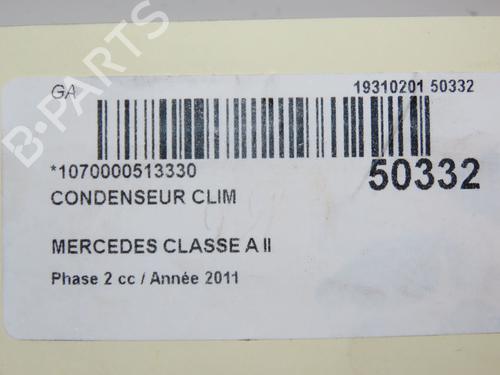 GA
19310201 50332
*1070000513330
50332
CONDENSEUR CLIM
MERCEDES CLASSE A II
Phase 2 cc / Année 2011
B-PARTS